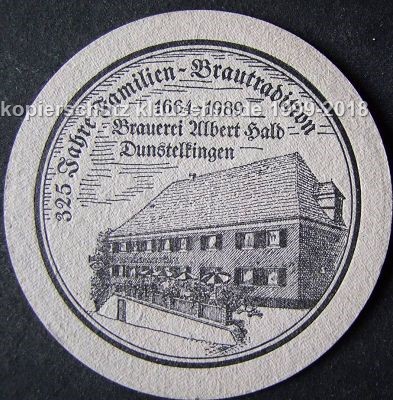 325 Jahre Familien-Brautradition
1664-1989
Brauerei Albert Hald
Dunstelkingen
kopierschutz 1999-2018